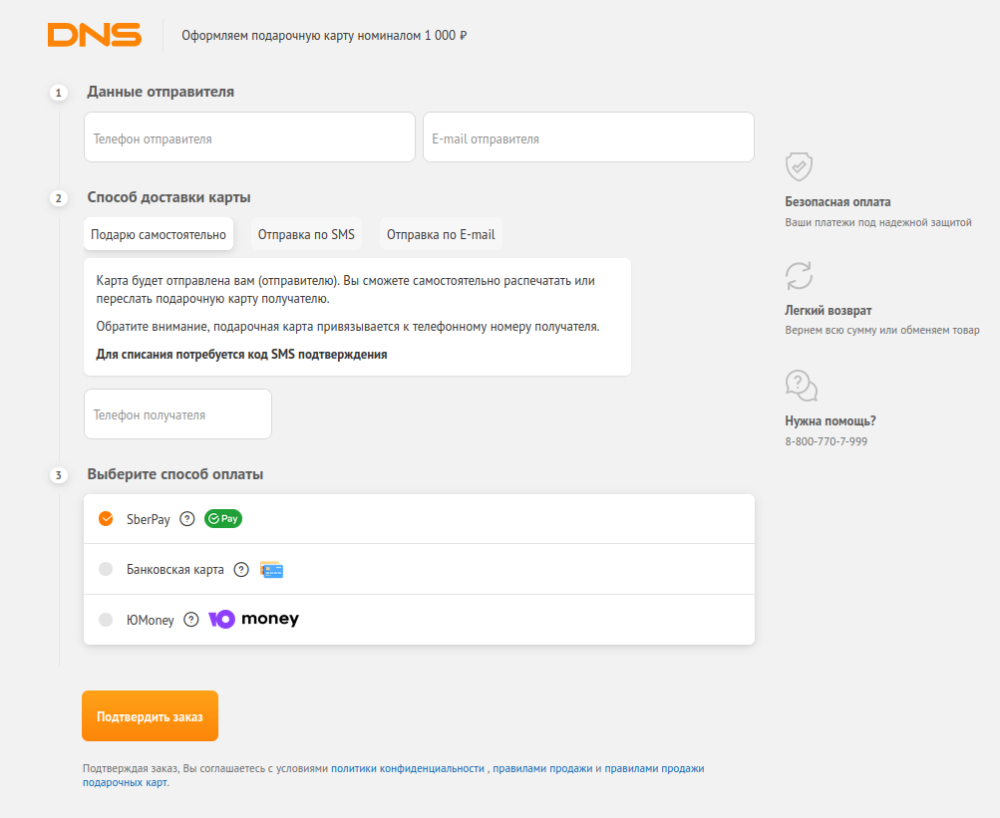 DNS
Оформляем подарочную карту номиналом 1 000 ₽
1
Данные отправителя
Телефон отправителя
E-mail отправителя
2
Способ доставки карты
Подарю самостоятельно
Отправка по SMS
Отправка по E-mail
Карта будет отправлена вам (отправителю). Вы сможете самостоятельно распечатать или
переслать подарочную карту получателю.
Обратите внимание, подарочная карта привязывается к телефонному номеру получателя.
Для списания потребуется код SMS подтверждения
Телефон получателя
3
Выберите способ оплаты
SberPay ? Pay
Банковская карта ?
ЮMoney ? Ю money
Подтвердить заказ
Подтверждая заказ, Вы соглашаетесь с условиями политики конфиденциальности , правилами продажи и правилами продажи
подарочных карт.
Безопасная оплата
Ваши платежи под надежной защитой
Легкий возврат
Вернем всю сумму или обменяем товар
?
Нужна помощь?
8-800-770-7-999